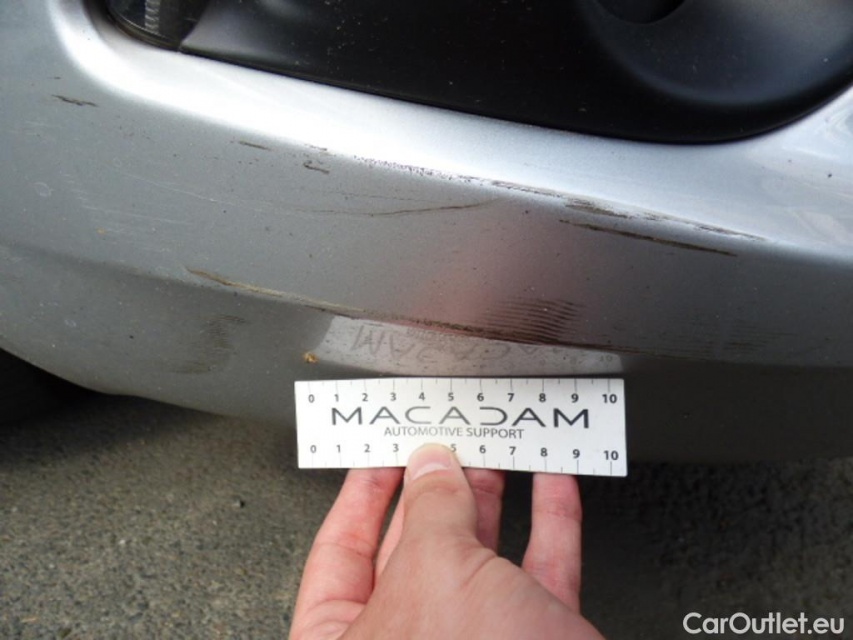 0 1 2 3 4 5 6 7 8 9 10
MACADAM
AUTOMOTIVE SUPPORT
0 1 2 3 5 6 7 8 9 10
CarOutlet.eu